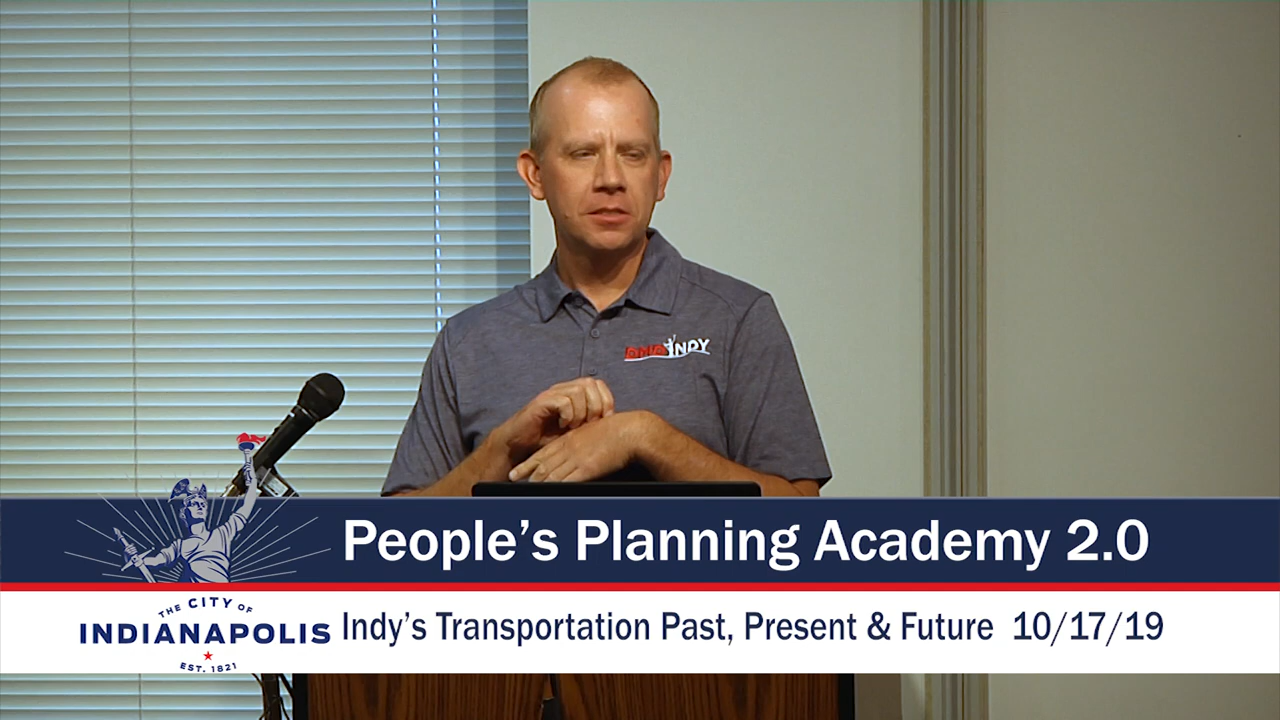 INDY
People's Planning Academy 2.0
THE CITY OF
INDIANAPOLIS
EST. 1821
Indy's Transportation Past, Present & Future 10/17/19